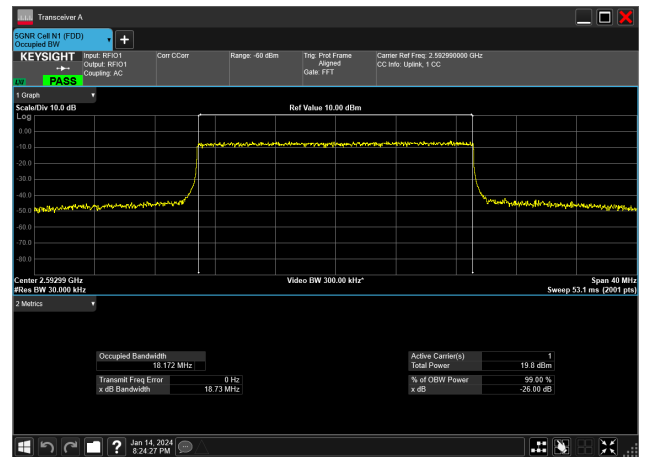 Transceiver A
5GNR Cell N1 (FDD)
Occupied BW
KEYSIGHT
LXI
PASS
Input: RFIO1
Output: RFIO1
Coupling: AC
Corr CCorr
Range: -60 dBm
Trig: Prot Frame
Aligned
Gate: FFT
Carrier Ref Freq: 2.592990000 GHz
CC Info: Uplink, 1 CC
1 Graph
Scale/Div 10.0 dB
Ref Value 10.00 dBm
Log
0.00
-10.0
-20.0
-30.0
-40.0
-50.0
-60.0
-70.0
-80.0
Center 2.59299 GHz
Video BW 300.00 kHz*
Span 40 MHz
#Res BW 30.000 kHz
Sweep 53.1 ms (2001 pts)
2 Metrics
Occupied Bandwidth
18.172 MHz
Active Carrier(s) 1
Total Power 19.8 dBm
Transmit Freq Error 0 Hz
x dB Bandwidth 18.73 MHz
% of OBW Power 99.00 %
x dB -26.00 dB
Jan 14, 2024
8:24:27 PM